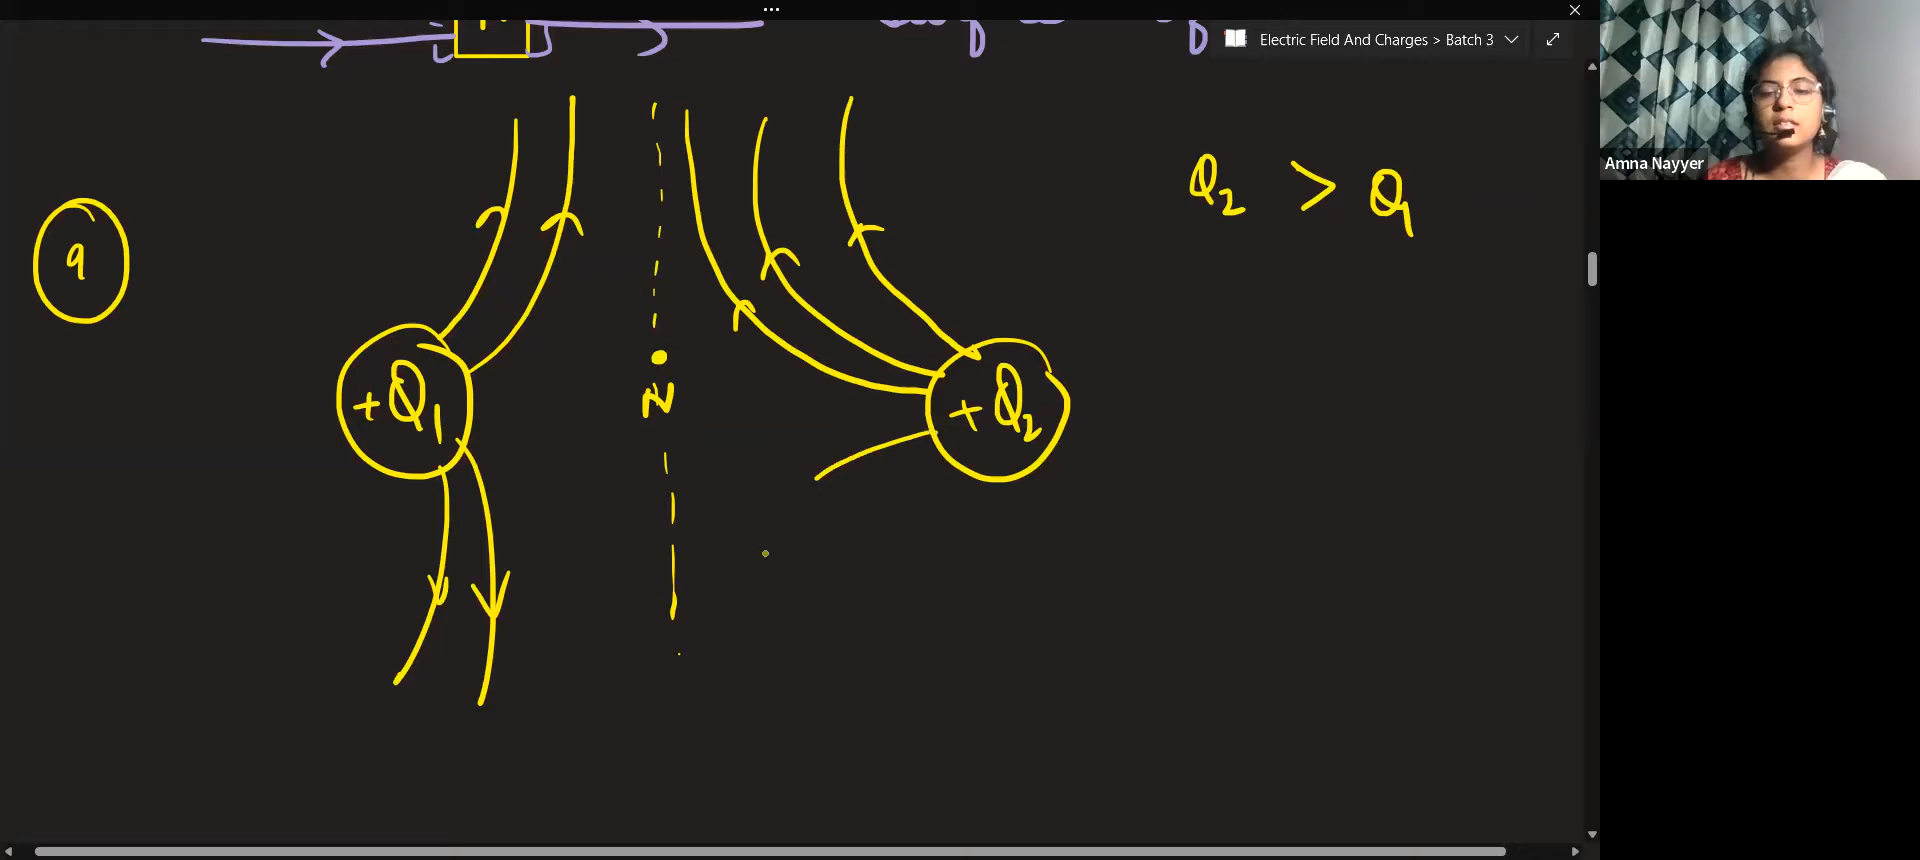 Electric Field And Charges > Batch 3
Amna Nayyer
Q2 > Q1
9
+Q1
N
+Q2